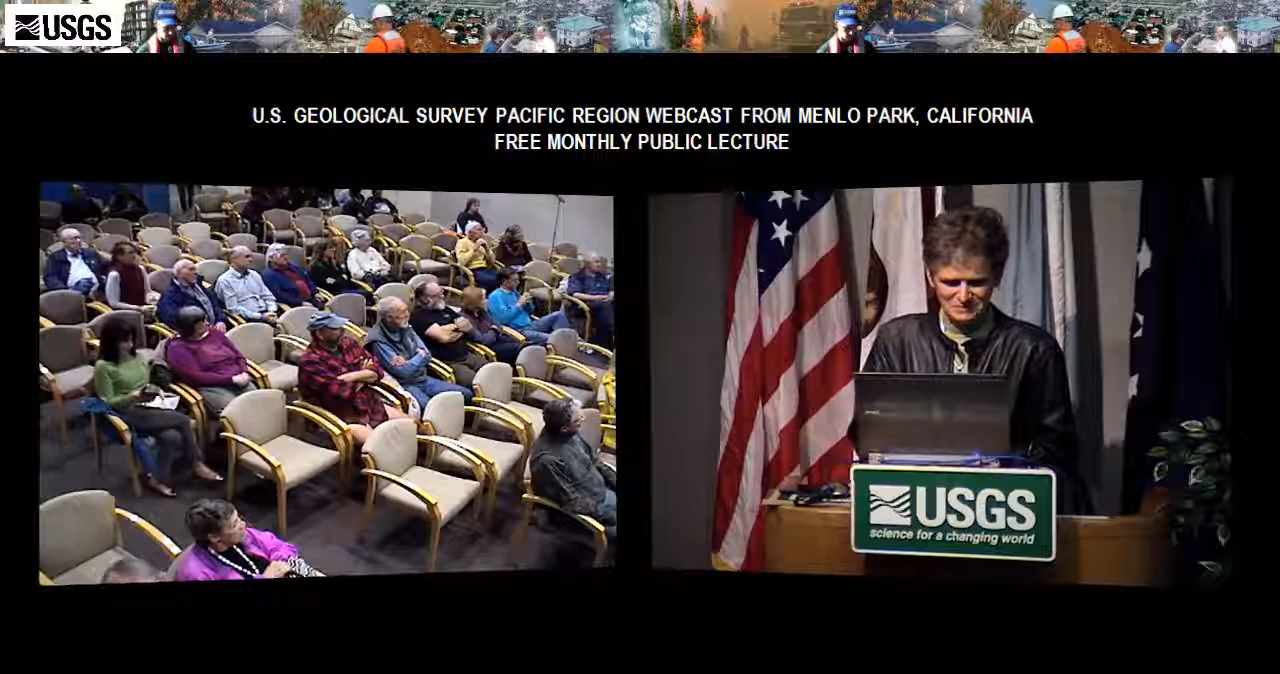 USGS
U.S. GEOLOGICAL SURVEY PACIFIC REGION WEBCAST FROM MENLO PARK, CALIFORNIA
FREE MONTHLY PUBLIC LECTURE
USGS
science for a changing world